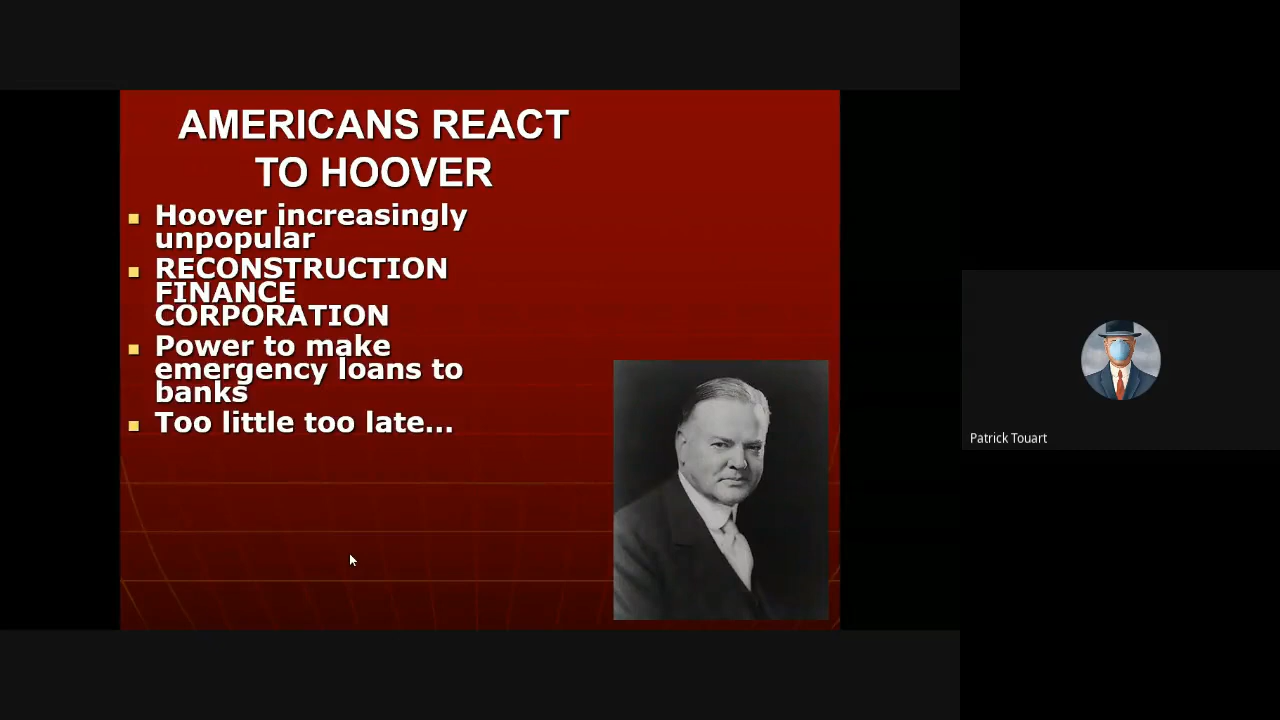 AMERICANS REACT
TO HOOVER
Hoover increasingly
unpopular
RECONSTRUCTION
FINANCE
CORPORATION
Power to make
emergency loans to
banks
Too little too late...
Patrick Touart